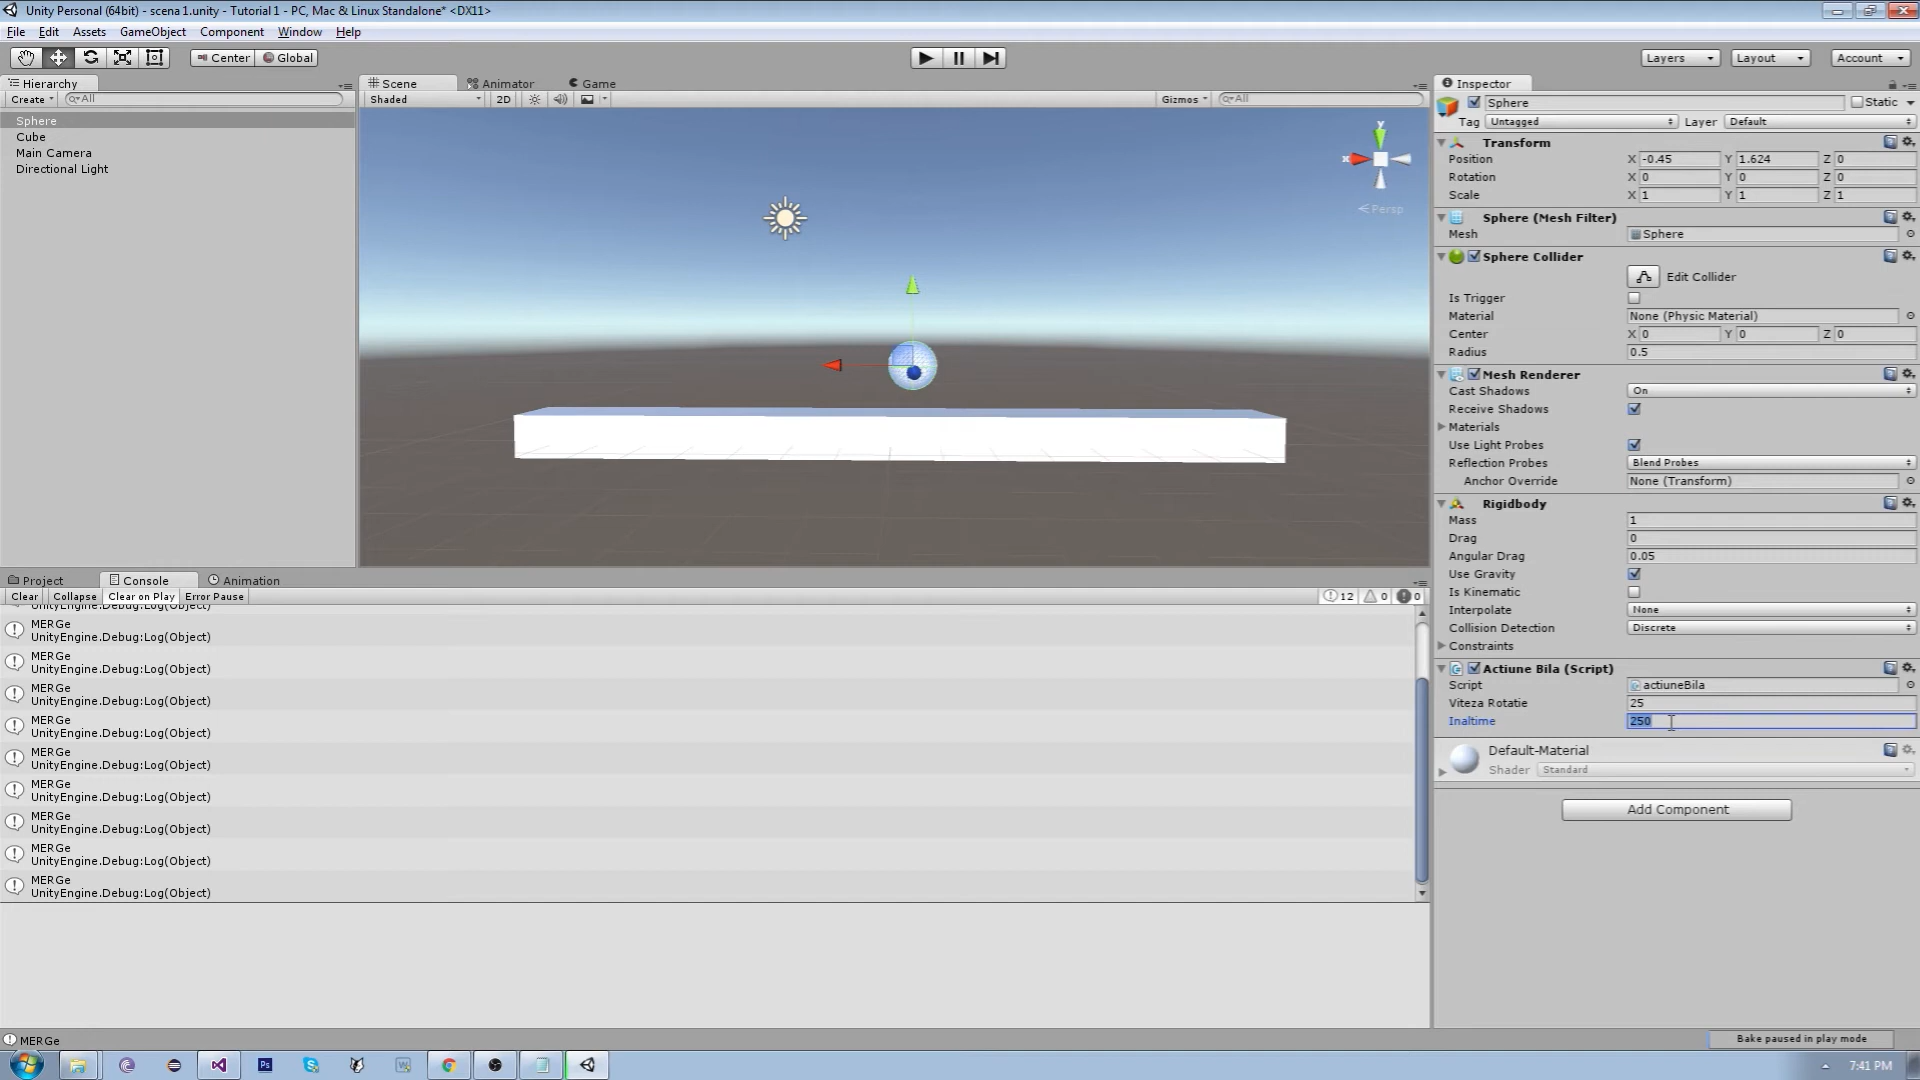 Unity Personal (64bit) - scena 1.unity - Tutorial 1 - PC, Mac & Linux Standalone* <DX11>
File Edit Assets GameObject Component Window Help
Center Global Layers Layout Account
Hierarchy
Create All
Sphere
Cube
Main Camera
Directional Light
Scene Animator Game
Shaded 2D Gizmos All
y
x
Persp
Inspector
Sphere Static
Tag Untagged Layer Default
Transform
Position X -0.45 Y 1.624 Z 0
Rotation X 0 Y 0 Z 0
Scale X 1 Y 1 Z 1
Sphere (Mesh Filter)
Mesh Sphere
Sphere Collider
Edit Collider
Is Trigger
Material None (Physic Material)
Center X 0 Y 0 Z 0
Radius 0.5
Mesh Renderer
Cast Shadows On
Receive Shadows
Materials
Use Light Probes
Reflection Probes Blend Probes
Anchor Override None (Transform)
Rigidbody
Mass 1
Drag 0
Angular Drag 0.05
Use Gravity
Is Kinematic
Interpolate None
Collision Detection Discrete
Constraints
Actiune Bila (Script)
Script actiuneBila
Viteza Rotatie 25
Inaltime 250
Default-Material
Shader Standard
Add Component
Project Console Animation
Clear Collapse Clear on Play Error Pause 12 0 0
UnityEngine.Debug:Log(Object)
MERGe
UnityEngine.Debug:Log(Object)
MERGe
UnityEngine.Debug:Log(Object)
MERGe
UnityEngine.Debug:Log(Object)
MERGe
UnityEngine.Debug:Log(Object)
MERGe
UnityEngine.Debug:Log(Object)
MERGe
UnityEngine.Debug:Log(Object)
MERGe
UnityEngine.Debug:Log(Object)
MERGe
UnityEngine.Debug:Log(Object)
MERGe
UnityEngine.Debug:Log(Object)
MERGe
Bake paused in play mode
Ps
7:41 PM